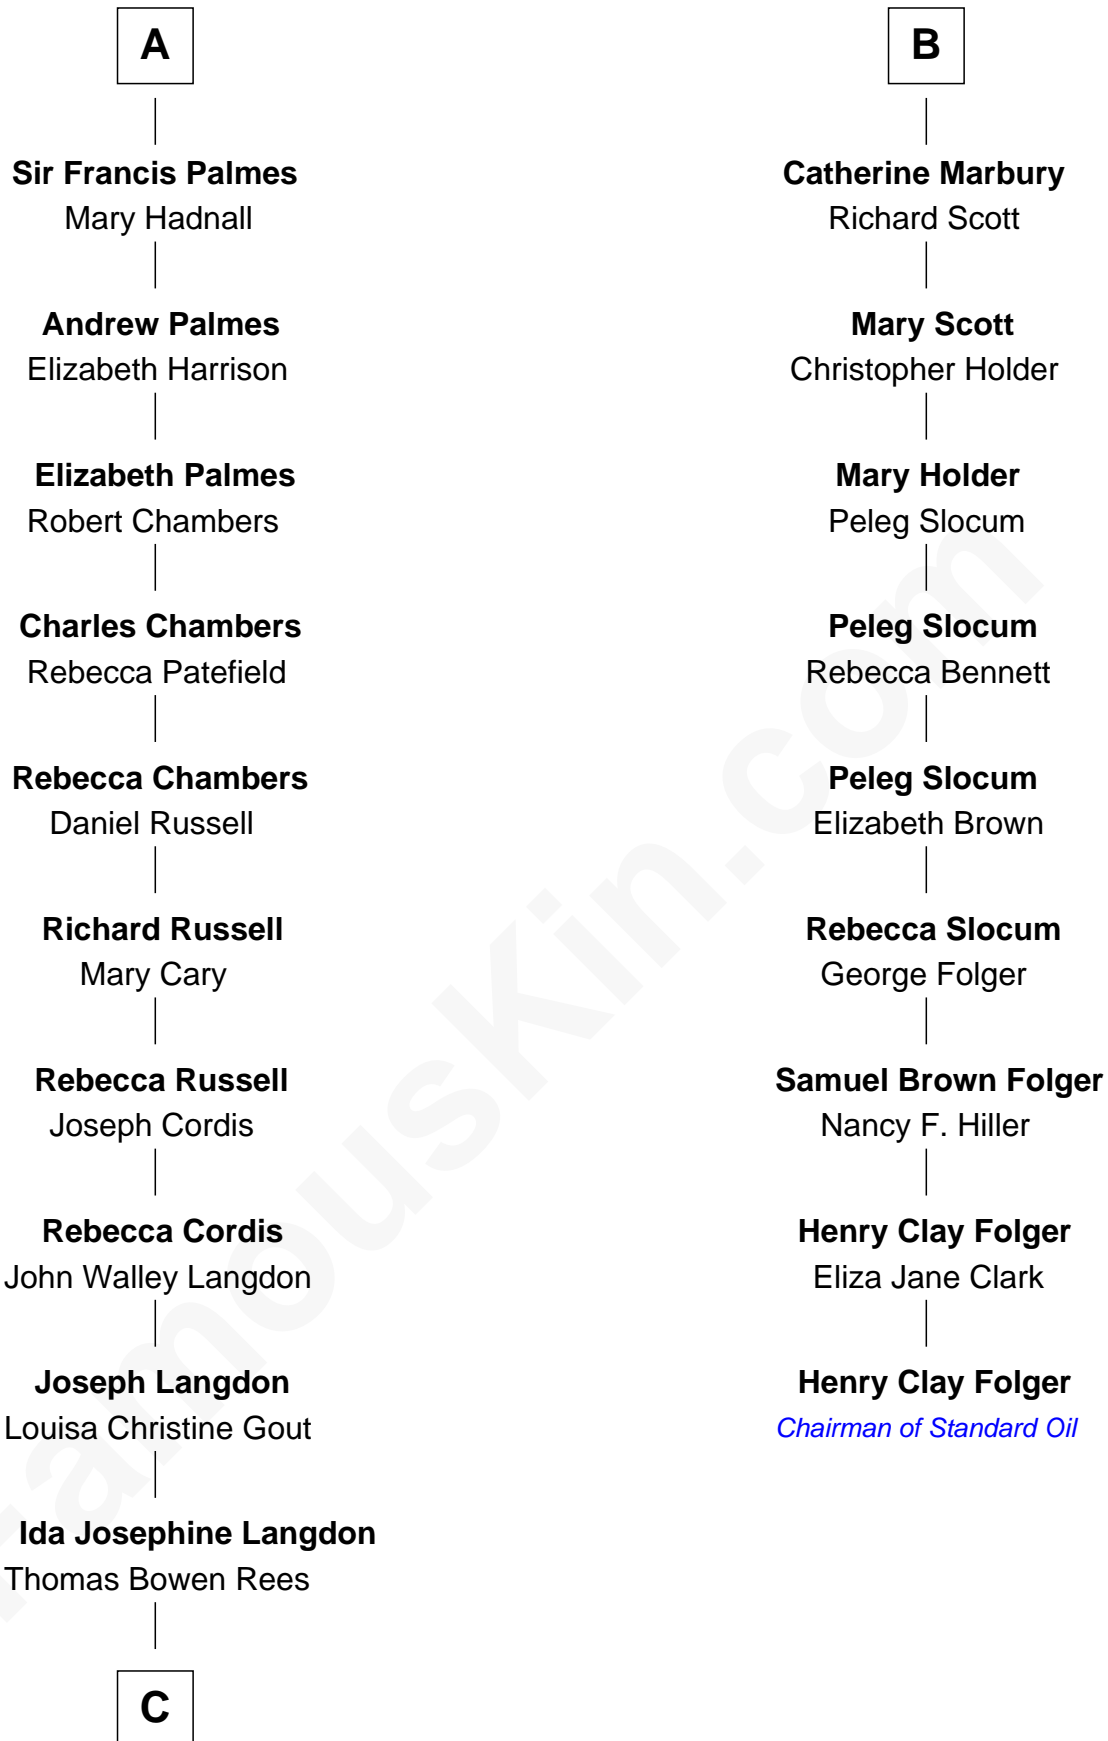 A
Sir Francis Palmes
Mary Hadnall
Andrew Palmes
Elizabeth Harrison
Elizabeth Palmes
Robert Chambers
Charles Chambers
Rebecca Patefield
Rebecca Chambers
Daniel Russell
Richard Russell
Mary Cary
Rebecca Russell
Joseph Cordis
Rebecca Cordis
John Walley Langdon
Joseph Langdon
Louisa Christine Gout
Ida Josephine Langdon
Thomas Bowen Rees
C
B
Catherine Marbury
Richard Scott
Mary Scott
Christopher Holder
Mary Holder
Peleg Slocum
Peleg Slocum
Rebecca Bennett
Peleg Slocum
Elizabeth Brown
Rebecca Slocum
George Folger
Samuel Brown Folger
Nancy F. Hiller
Henry Clay Folger
Eliza Jane Clark
Henry Clay Folger
Chairman of Standard Oil
FamousKin.com